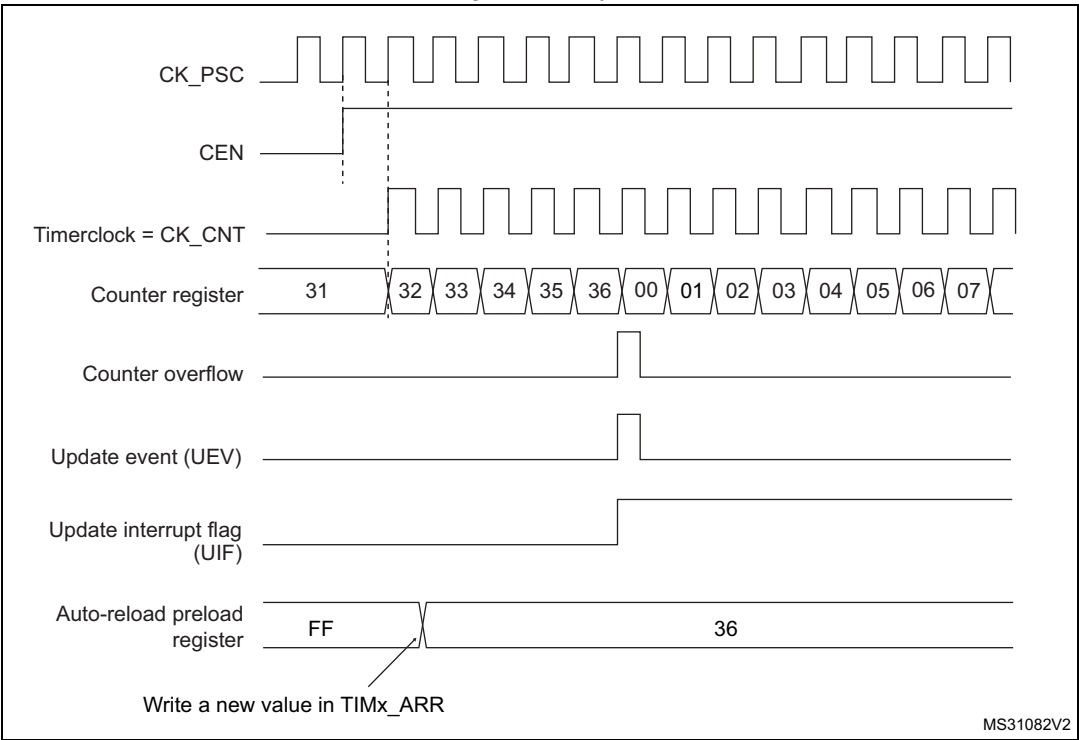 CK_PSC
CEN
Timerclock = CK_CNT
Counter register
31 32 33 34 35 36 00 01 02 03 04 05 06 07
Counter overflow
Update event (UEV)
Update interrupt flag
(UIF)
Auto-reload preload
register
FF 36
Write a new value in TIMx_ARR
MS31082V2